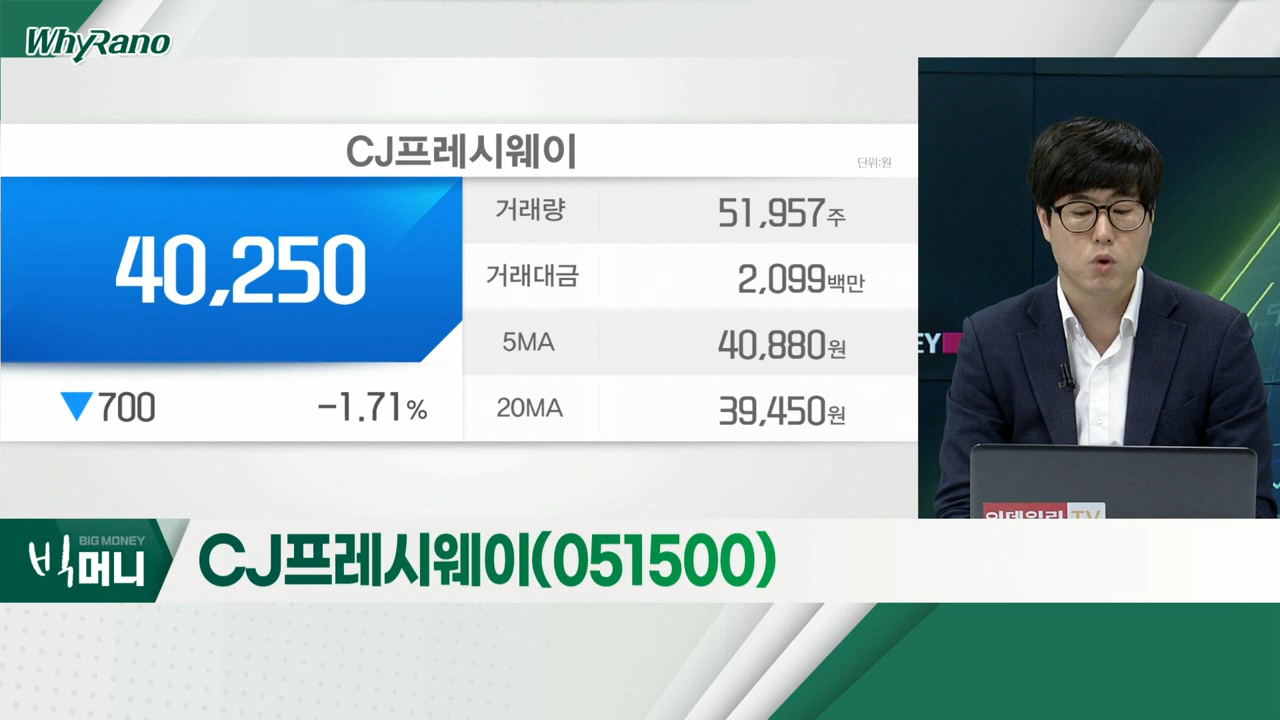 WhyRano
CJ프레시웨이
단위:원
40,250
▼700 -1.71%
거래량 51,957주
거래대금 2,099백만
5MA 40,880원
20MA 39,450원
EY
TV
BIG MONEY
빅머니
CJ프레시웨이(051500)